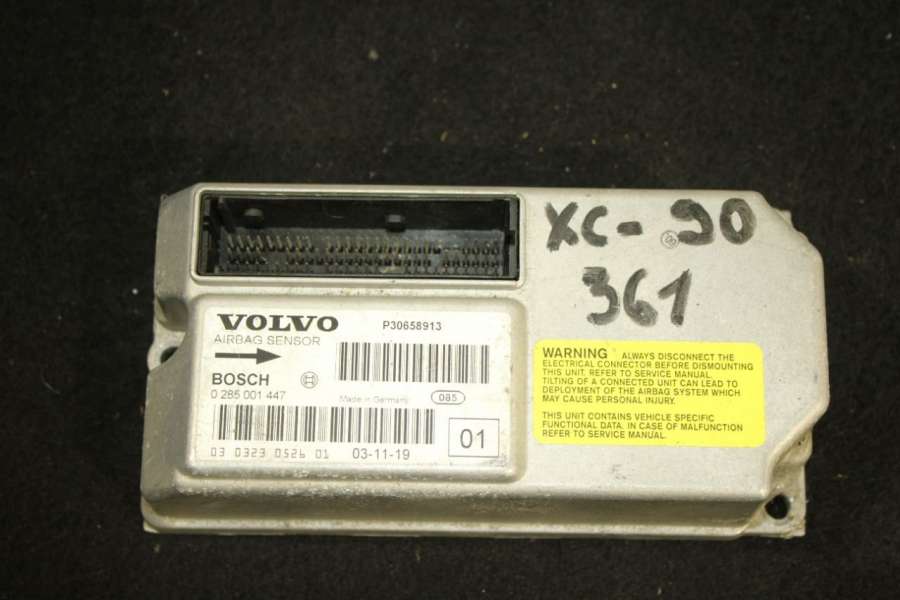 XC-90
361
VOLVO
P30658913
AIRBAG SENSOR
BOSCH
0 285 001 447
Made in Germany
085
03 0323 0526 01
03-11-19
01
WARNING ALWAYS DISCONNECT THE
ELECTRICAL CONNECTOR BEFORE DISMOUNTING
THIS UNIT. REFER TO SERVICE MANUAL.
TILTING OF A CONNECTED UNIT CAN LEAD TO
DEPLOYMENT OF THE AIRBAG SYSTEM WHICH
MAY CAUSE PERSONAL INJURY.
THIS UNIT CONTAINS VEHICLE SPECIFIC
FUNCTIONAL DATA. IN CASE OF MALFUNCTION
REFER TO SERVICE MANUAL.